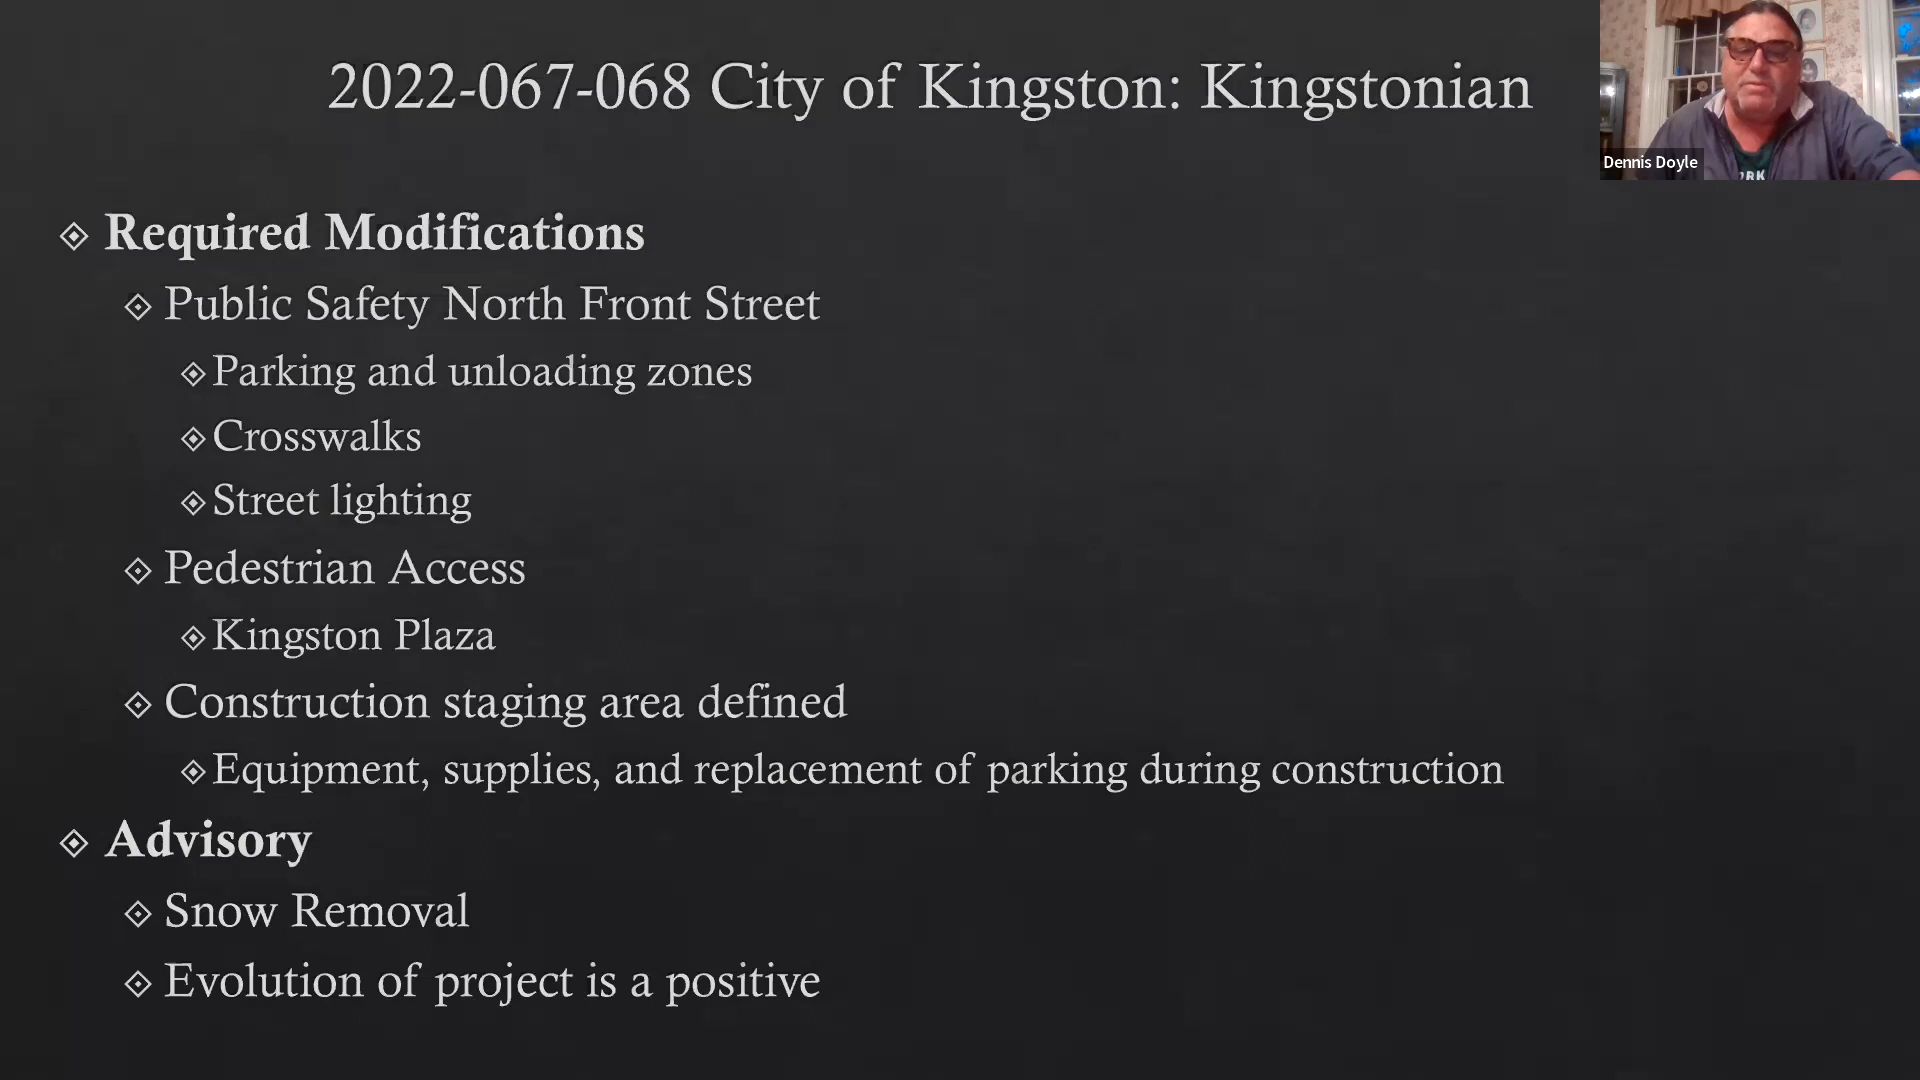 2022-067-068 City of Kingston: Kingstonian
Dennis Doyle
Required Modifications
Public Safety North Front Street
Parking and unloading zones
Crosswalks
Street lighting
Pedestrian Access
Kingston Plaza
Construction staging area defined
Equipment, supplies, and replacement of parking during construction
Advisory
Snow Removal
Evolution of project is a positive